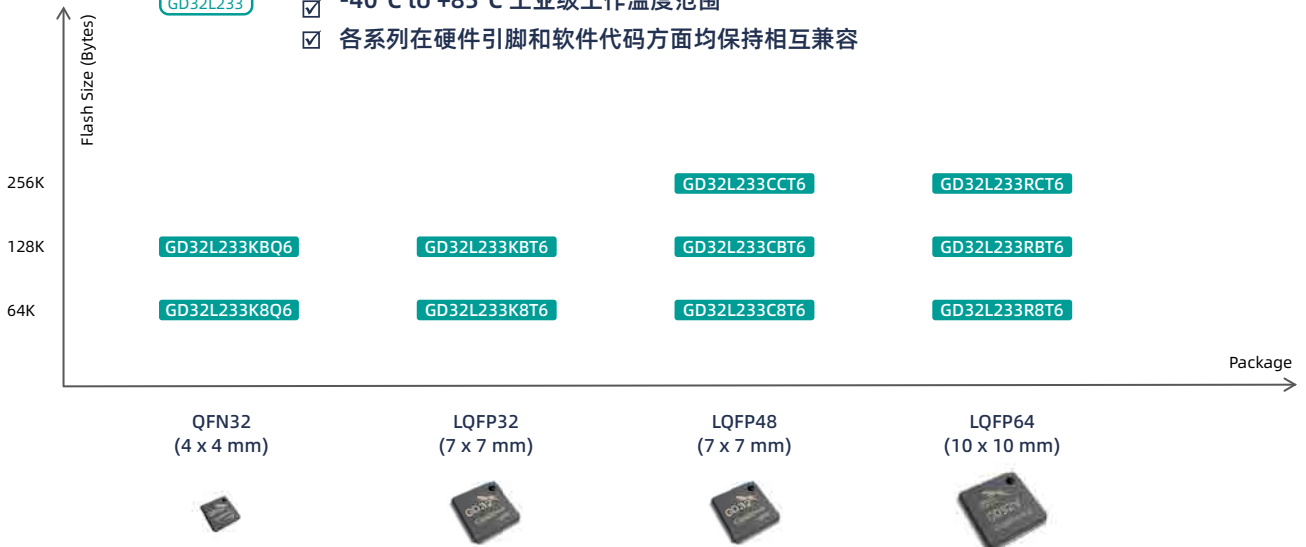 GD32L233
-40°C to +85°C 工业级工作温度范围
各系列在硬件引脚和软件代码方面均保持相互兼容
Flash Size (Bytes)
256K
GD32L233CCT6
GD32L233RCT6
128K
GD32L233KBQ6
GD32L233KBT6
GD32L233CBT6
GD32L233RBT6
64K
GD32L233K8Q6
GD32L233K8T6
GD32L233C8T6
GD32L233R8T6
Package
QFN32
(4 x 4 mm)
LQFP32
(7 x 7 mm)
LQFP48
(7 x 7 mm)
LQFP64
(10 x 10 mm)
GD32
GD32